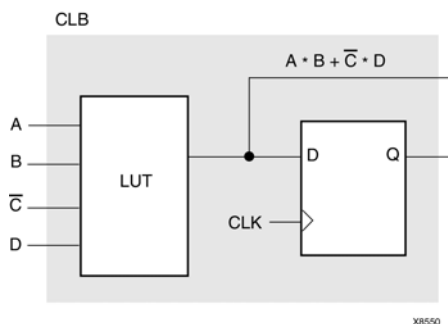 CLB
A * B + C̅ * D
A
B
C̅
D
LUT
D Q
CLK
X8550